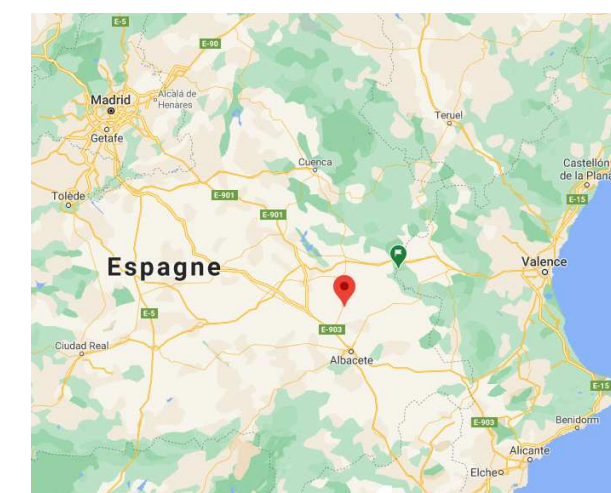 E-5
E-90
Madrid
Alcalá de
Henares
Getafe
Teruel
Cuenca
Castellón
de la Plana
Tolède
E-901
E-15
E-901
Espagne
Valence
E-5
E-903
Ciudad Real
Albacete
E-15
E-903
Benidorm
Alicante
Elche